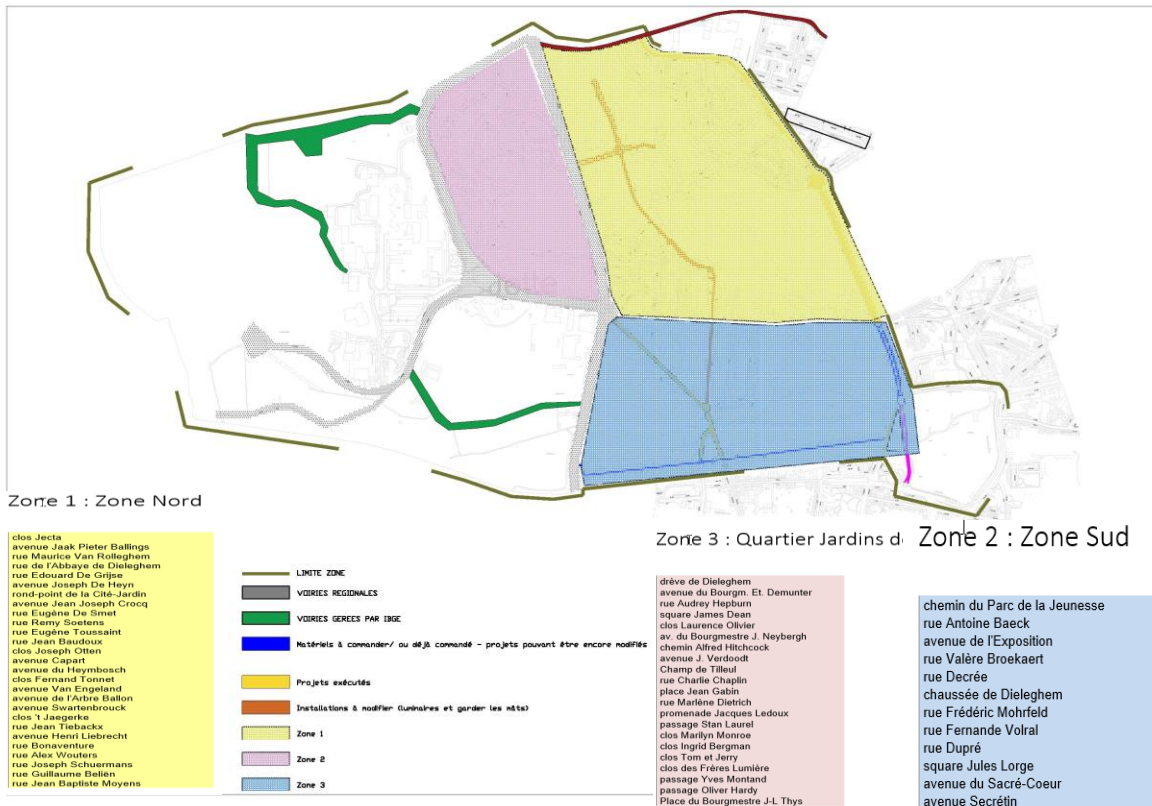 Zone 1 : Zone Nord
clos Jecta
avenue Jaak Pieter Ballings
rue Maurice Van Rolleghem
rue de l'Abbaye de Dieleghem
rue Edouard De Grijse
avenue Joseph De Heyn
rond-point de la Cité-Jardin
avenue Jean Joseph Crocq
rue Eugène De Smet
rue Remy Soetens
rue Eugène Toussaint
rue Jean Baudoux
clos Joseph Otten
avenue Capart
avenue du Heymbosch
clos Fernand Tonnet
avenue Van Engeland
avenue de l'Arbre Ballon
avenue Swartenbrouck
clos 't Jaegerke
rue Jean Tiebackx
avenue Henri Liebrecht
rue Bonaventure
rue Alex Wouters
rue Joseph Schuermans
rue Guillaume Beliën
rue Jean Baptiste Moyens
LIMITE ZONE
VOIRIES REGIONALES
VOIRIES GEREES PAR IBGE
Matériels à commander/ ou déjà commandé - projets pouvant être encore modifiés
Projets exécutés
Installations à modifier (luminaires et garder les mâts)
Zone 1
Zone 2
Zone 3
Zone 3 : Quartier Jardins de
drève de Dieleghem
avenue du Bourgm. Et. Demunter
rue Audrey Hepburn
square James Dean
clos Laurence Olivier
av. du Bourgmestre J. Neybergh
chemin Alfred Hitchcock
avenue J. Verdoodt
Champ de Tilleul
rue Charlie Chaplin
place Jean Gabin
rue Marlène Dietrich
promenade Jacques Ledoux
passage Stan Laurel
clos Marilyn Monroe
clos Ingrid Bergman
clos Tom et Jerry
clos des Frères Lumière
passage Yves Montand
passage Oliver Hardy
Place du Bourgmestre J-L Thys
Zone 2 : Zone Sud
chemin du Parc de la Jeunesse
rue Antoine Baeck
avenue de l'Exposition
rue Valère Broekaert
rue Decrée
chaussée de Dieleghem
rue Frédéric Mohrfeld
rue Fernande Volral
rue Dupré
square Jules Lorge
avenue du Sacré-Coeur
avenue Secrétin